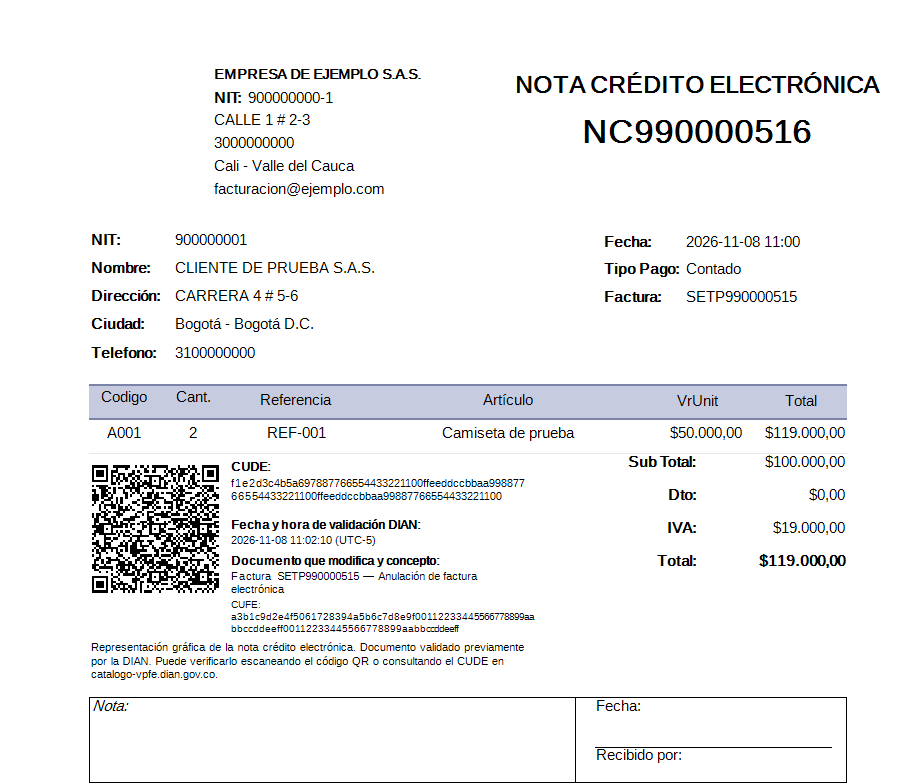 EMPRESA DE EJEMPLO S.A.S.
NIT: 900000000-1
CALLE 1 # 2-3
3000000000
Cali - Valle del Cauca
facturacion@ejemplo.com
NOTA CRÉDITO ELECTRÓNICA
NC990000516
NIT: 900000001
Nombre: CLIENTE DE PRUEBA S.A.S.
Dirección: CARRERA 4 # 5-6
Ciudad: Bogotá - Bogotá D.C.
Telefono: 3100000000
Fecha: 2026-11-08 11:00
Tipo Pago: Contado
Factura: SETP990000515
Codigo Cant. Referencia Artículo VrUnit Total
A001 2 REF-001 Camiseta de prueba $50.000,00 $119.000,00
CUDE:
f1e2d3c4b5a697887766554433221100ffeeddccbbaa998877
66554433221100ffeeddccbbaa99887766554433221100
Fecha y hora de validación DIAN:
2026-11-08 11:02:10 (UTC-5)
Documento que modifica y concepto:
Factura SETP990000515 — Anulación de factura
electrónica
CUFE:
a3b1c9d2e4f5061728394a5b6c7d8e9f00112233445566778899aa
bbccddeeff00112233445566778899aabbccddeeff
Sub Total: $100.000,00
Dto: $0,00
IVA: $19.000,00
Total: $119.000,00
Representación gráfica de la nota crédito electrónica. Documento validado previamente
por la DIAN. Puede verificarlo escaneando el código QR o consultando el CUDE en
catalogo-vpfe.dian.gov.co.
Nota:
Fecha:
Recibido por: